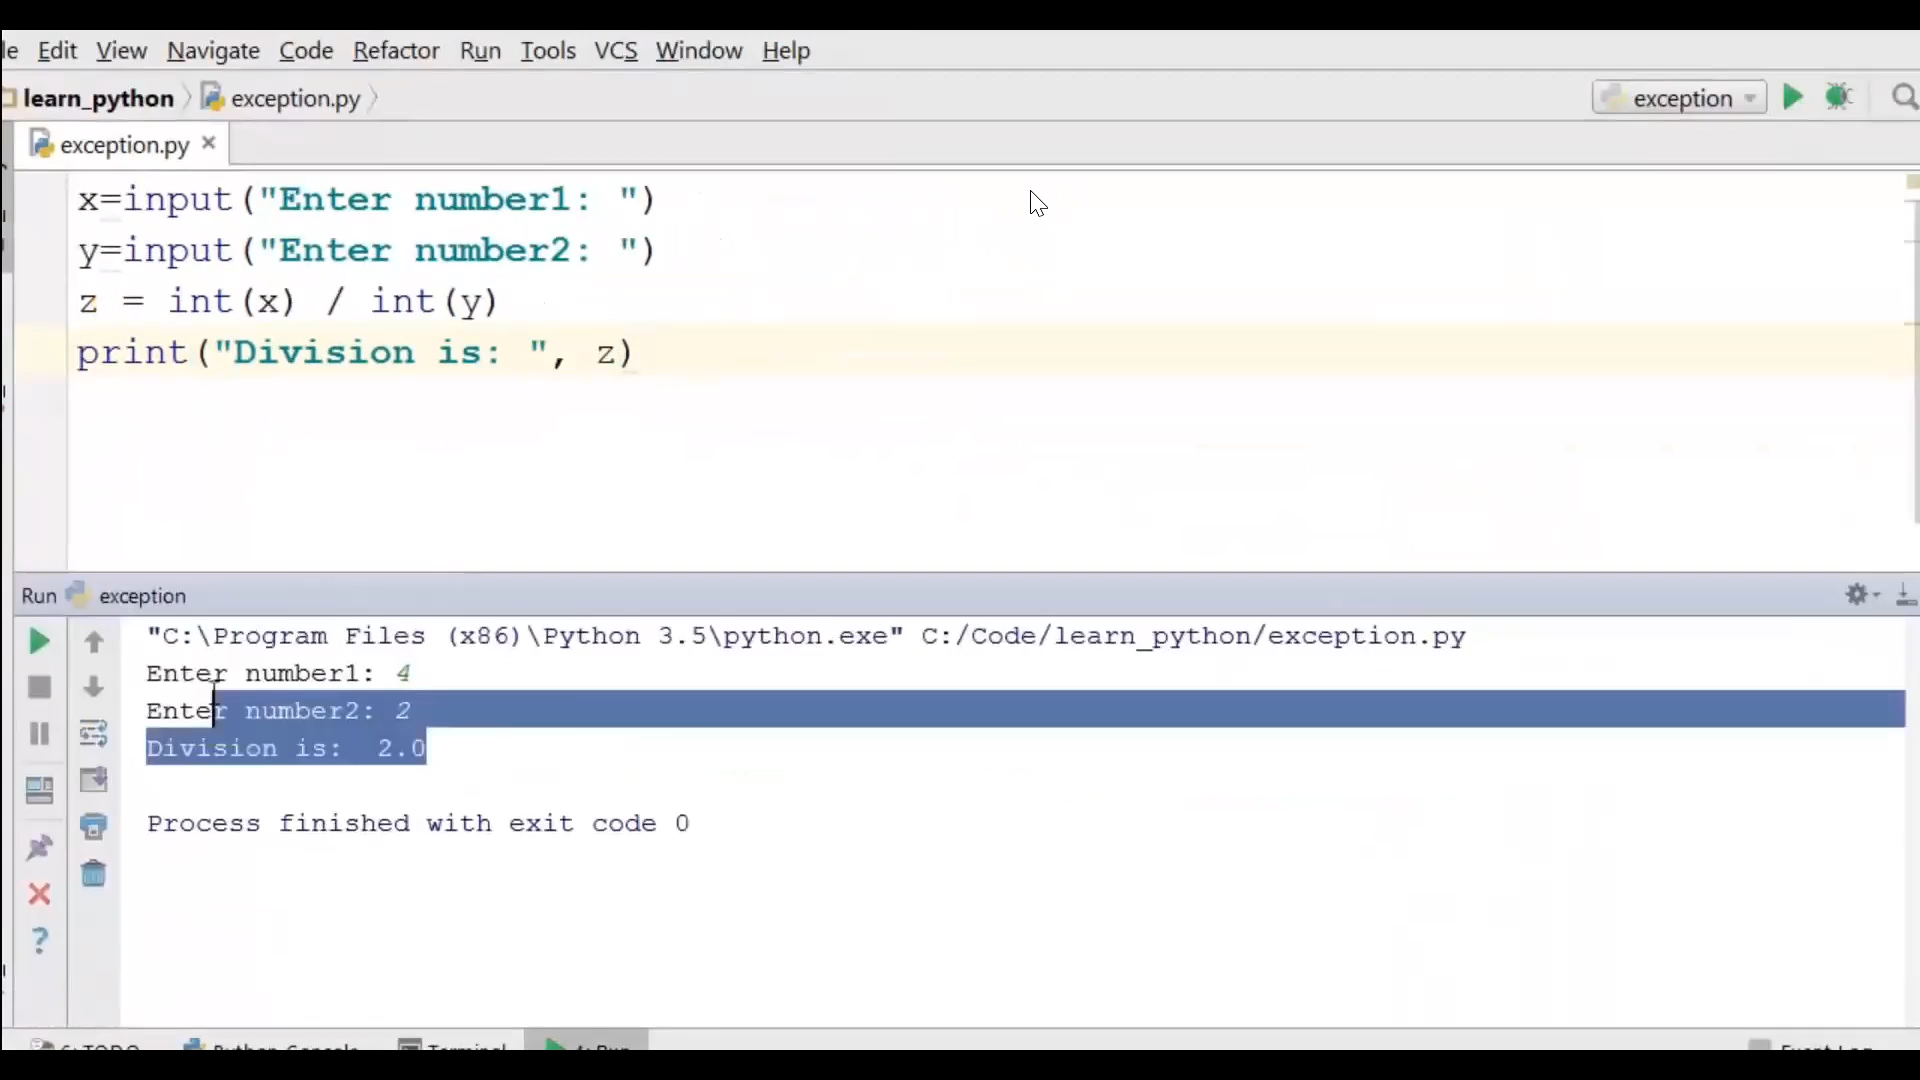 Edit View Navigate Code Refactor Run Tools VCS Window Help
learn_python exception.py exception
exception.py
x=input("Enter number1: ")
y=input("Enter number2: ")
z = int(x) / int(y)
print("Division is: ", z)
Run exception
"C:\Program Files (x86)\Python 3.5\python.exe" C:/Code/learn_python/exception.py
Enter number1: 4
Enter number2: 2
Division is:  2.0
Process finished with exit code 0
Python Console Terminal